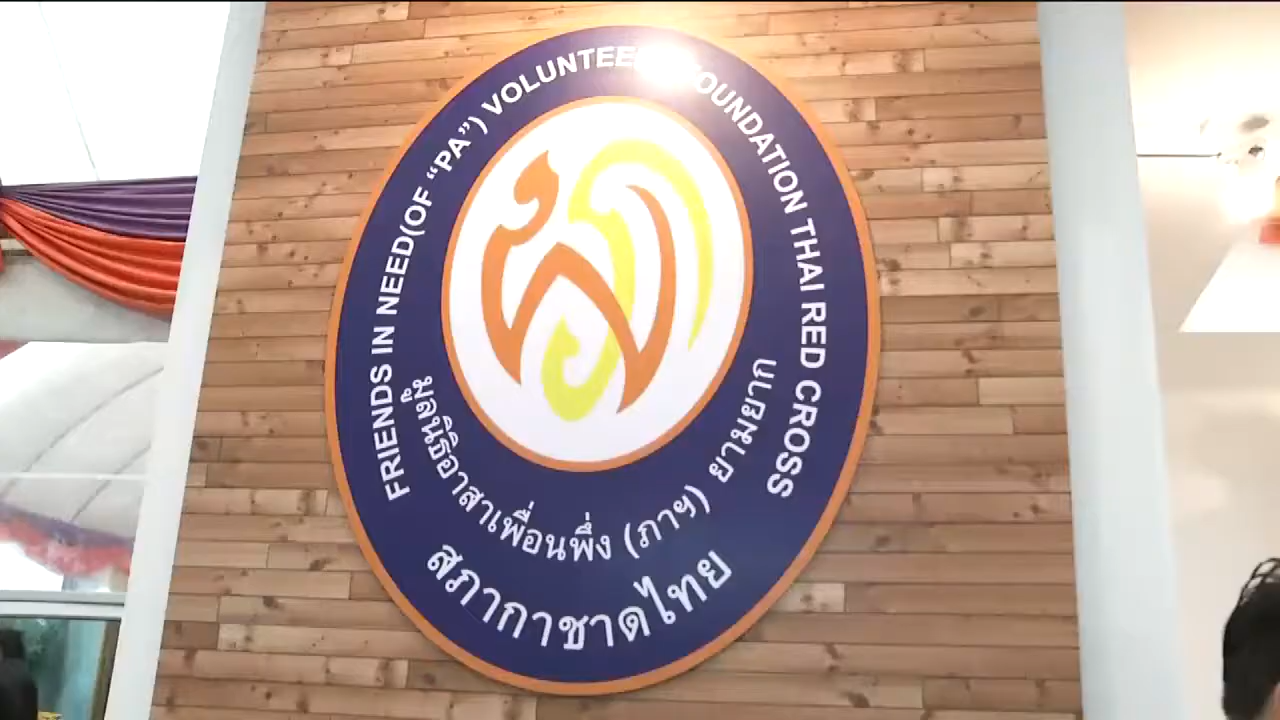 FRIENDS IN NEED(OF “PA”) VOLUNTEE FOUNDATION THAI RED CROSS
มูลนิธิอาสาเพื่อนพึ่ง (ภาฯ) ยามยาก
สภากาชาดไทย